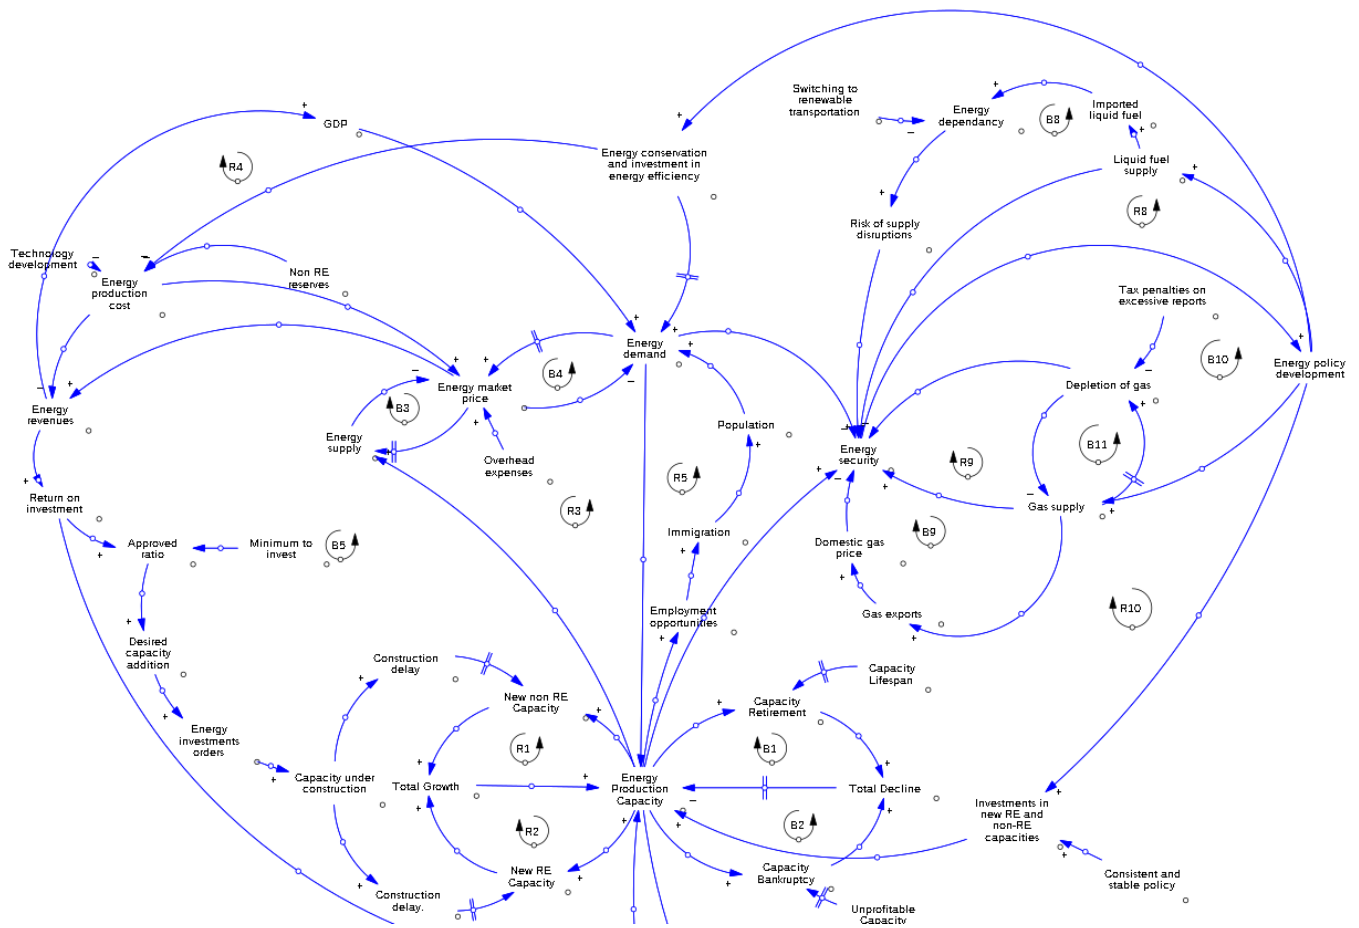 Switching to
renewable
transportation
Energy
dependancy
B8
Imported
liquid fuel
GDP
Energy conservation
and investment in
energy efficiency
Liquid fuel
supply
R4
R8
Risk of supply
disruptions
Technology
development
Energy
production
cost
Non RE
reserves
Tax penalties on
excessive reports
Energy
demand
B10
Energy policy
development
B4
Energy market
price
Depletion of gas
B3
Energy
revenues
Population
Energy
supply
B11
Energy
security
Overhead
expenses
R9
R5
Return on
investment
R3
Gas supply
Immigration
B9
Approved
ratio
Minimum to
invest
B5
Domestic gas
price
Employment
opportunities
Gas exports
R10
Desired
capacity
addition
Construction
delay
Capacity
Lifespan
New non RE
Capacity
Capacity
Retirement
Energy
investments
orders
R1
B1
Capacity under
construction
Total Growth
Energy
Production
Capacity
Total Decline
Investments in
new RE and
non-RE
capacities
R2
B2
New RE
Capacity
Capacity
Bankruptcy
Consistent and
stable policy
Construction
delay.
Unprofitable
Capacity